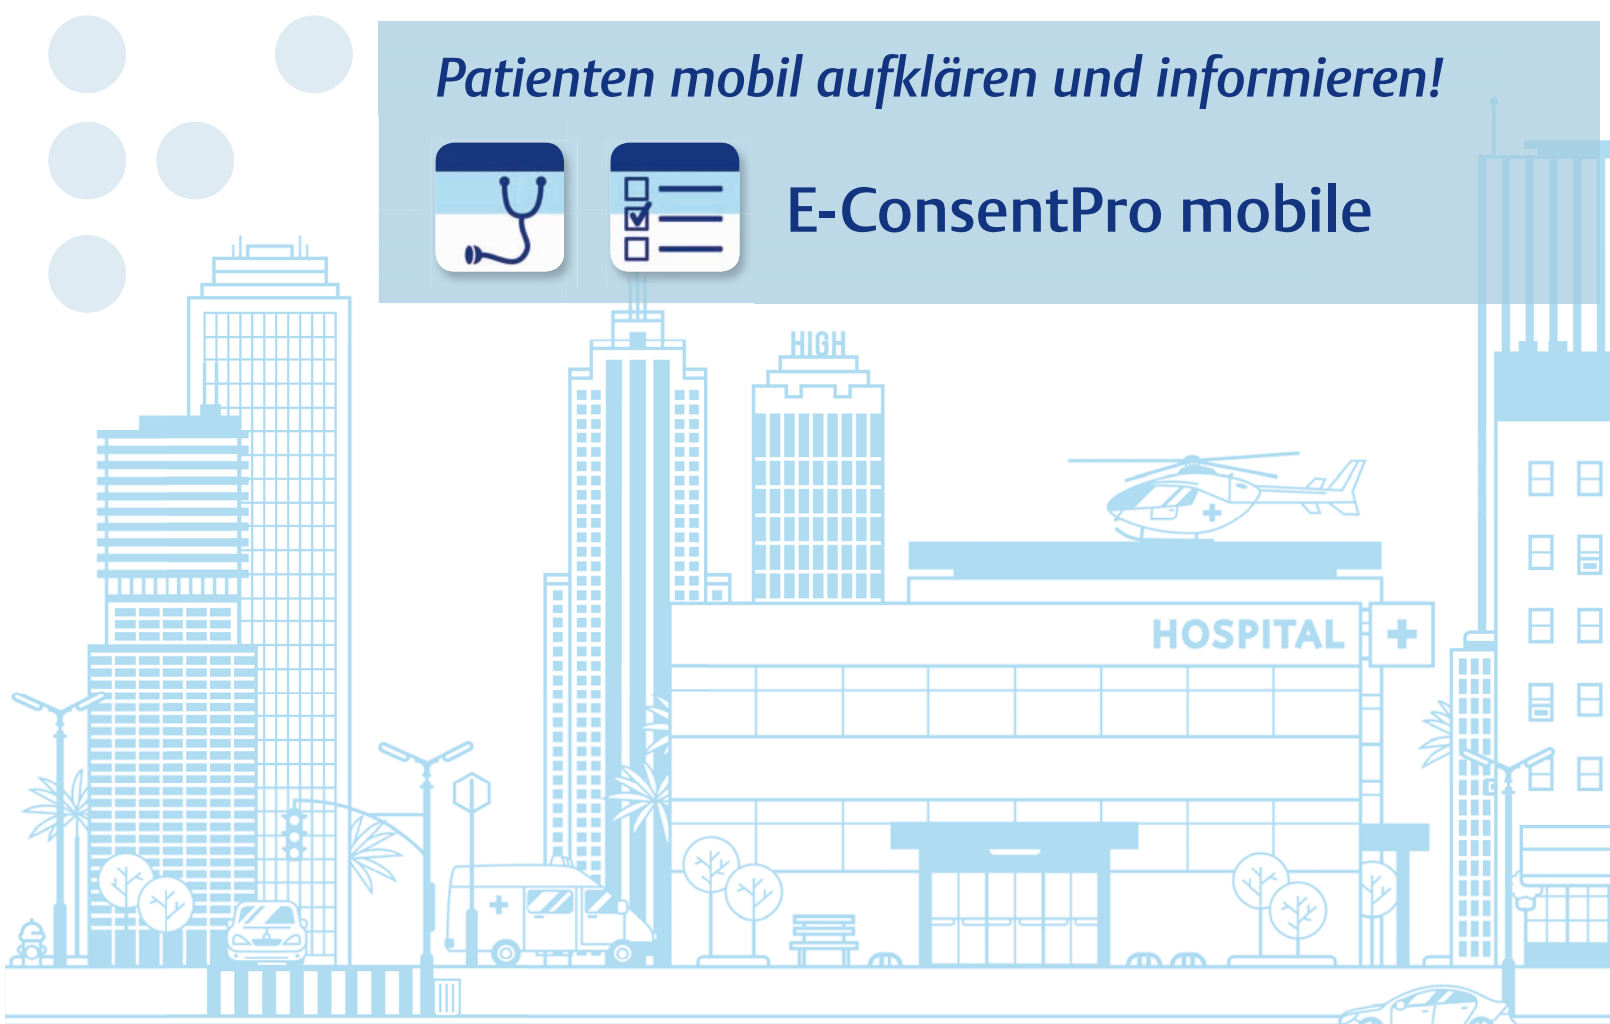 Patienten mobil aufklären und informieren!
E-ConsentPro mobile
HIGH
HOSPITAL